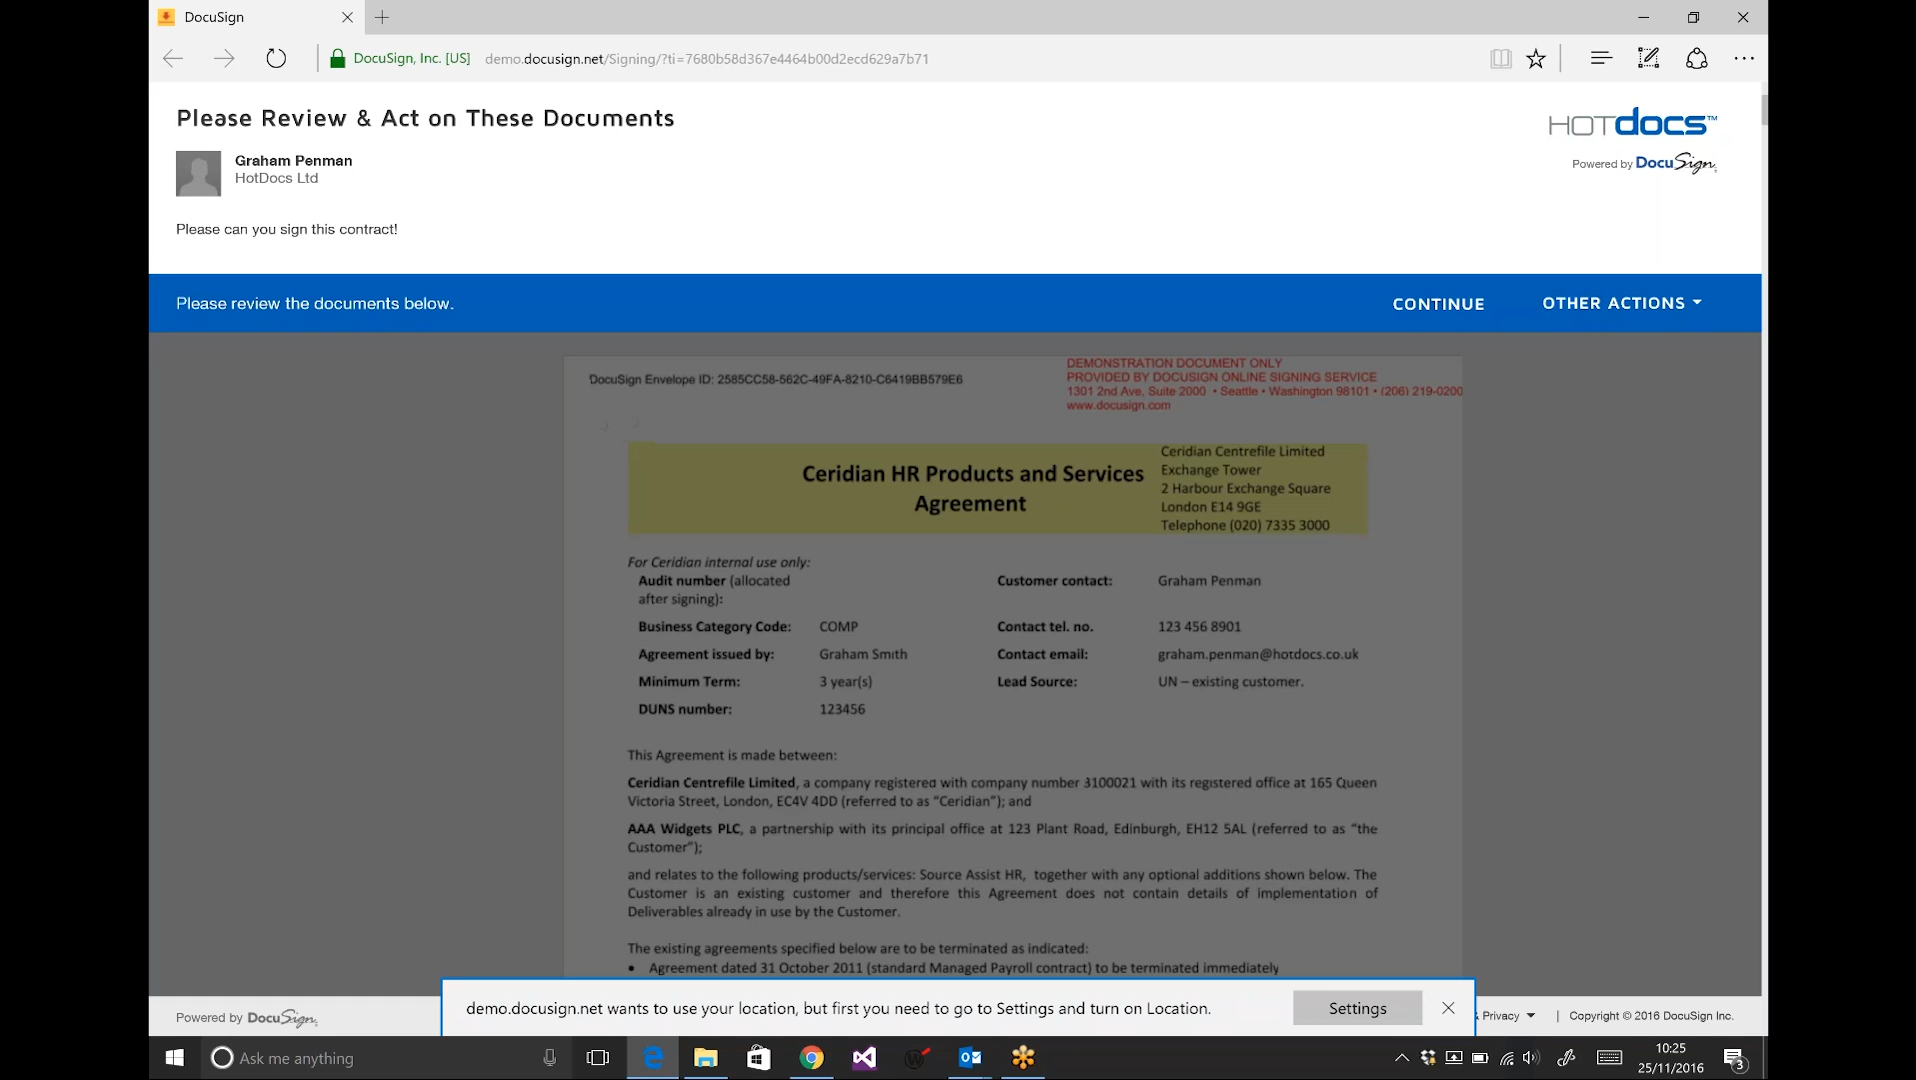 DocuSign
DocuSign, Inc. [US]
demo.docusign.net/Signing/?ti=7680b58d367e4464b00d2ecd629a7b71
Please Review & Act on These Documents
HOTdocs™
Graham Penman
HotDocs Ltd
Powered by DocuSign
Please can you sign this contract!
Please review the documents below.
CONTINUE
OTHER ACTIONS
DocuSign Envelope ID: 2585CC58-562C-49FA-8210-C6419BB579E6
DEMONSTRATION DOCUMENT ONLY
PROVIDED BY DOCUSIGN ONLINE SIGNING SERVICE
1301 2nd Ave, Suite 2000 • Seattle • Washington 98101 • (206) 219-0200
www.docusign.com
Ceridian HR Products and Services
Agreement
Ceridian Centrefile Limited
Exchange Tower
2 Harbour Exchange Square
London E14 9GE
Telephone (020) 7335 3000
For Ceridian internal use only:
Audit number (allocated
after signing):
Customer contact: Graham Penman
Business Category Code: COMP
Contact tel. no. 123 456 8901
Agreement issued by: Graham Smith
Contact email: graham.penman@hotdocs.co.uk
Minimum Term: 3 year(s)
Lead Source: UN – existing customer.
DUNS number: 123456
This Agreement is made between:
Ceridian Centrefile Limited, a company registered with company number 3100021 with its registered office at 165 Queen
Victoria Street, London, EC4V 4DD (referred to as “Ceridian”); and
AAA Widgets PLC, a partnership with its principal office at 123 Plant Road, Edinburgh, EH12 5AL (referred to as “the
Customer”);
and relates to the following products/services: Source Assist HR, together with any optional additions shown below. The
Customer is an existing customer and therefore this Agreement does not contain details of implementation of
Deliverables already in use by the Customer.
The existing agreements specified below are to be terminated as indicated:
• Agreement dated 31 October 2011 (standard Managed Payroll contract) to be terminated immediately
demo.docusign.net wants to use your location, but first you need to go to Settings and turn on Location.
Settings
Powered by DocuSign
& Privacy
| Copyright © 2016 DocuSign Inc.
Ask me anything
10:25
25/11/2016
3